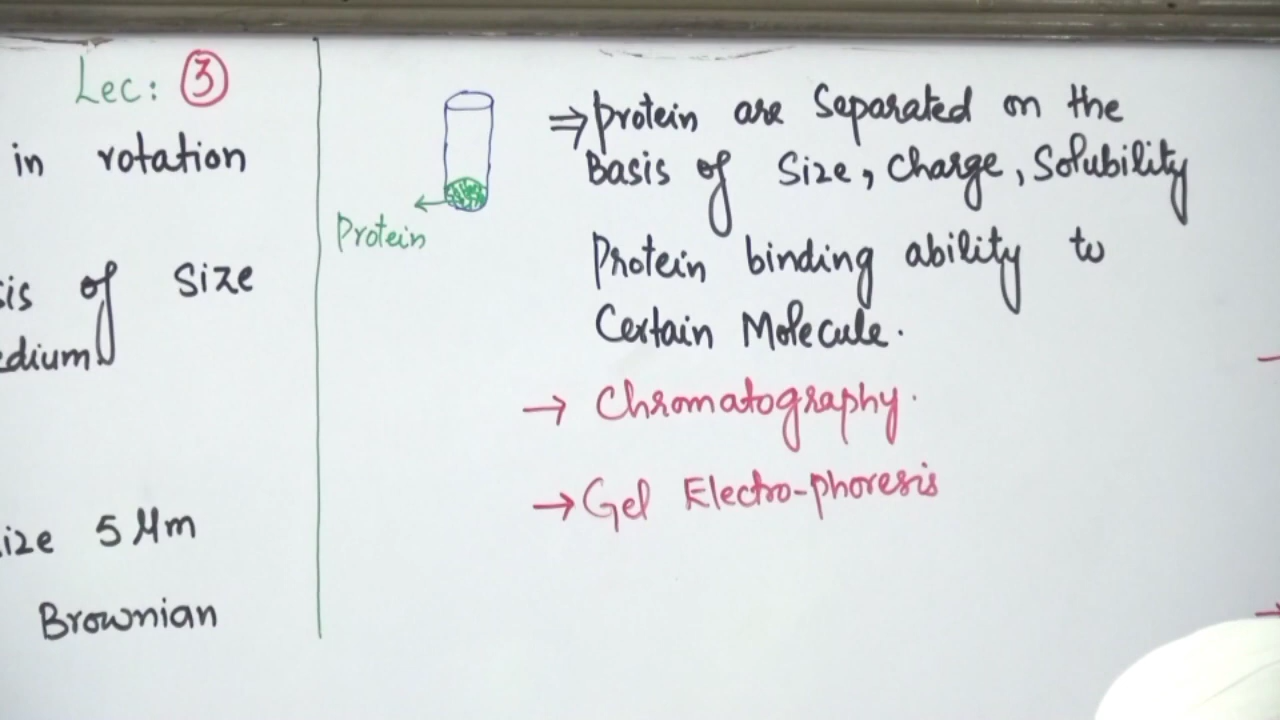 Lec: 3
in rotation
sis of Size
edium.
ize 5 μm
Brownian
Protein
⇒ protein are Separated on the
Basis of Size, Charge, Solubility
Protein binding ability to
Certain Molecule.
→ Chromatography.
→ Gel Electro-phoresis